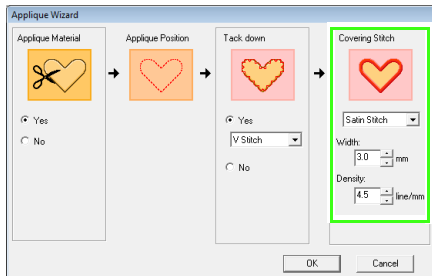 Applique Wizard
Applique Material
Applique Position
Tack down
Covering Stitch
Yes
No
Yes
V Stitch
No
Satin Stitch
Width:
3.0 mm
Density:
4.5 line/mm
OK
Cancel